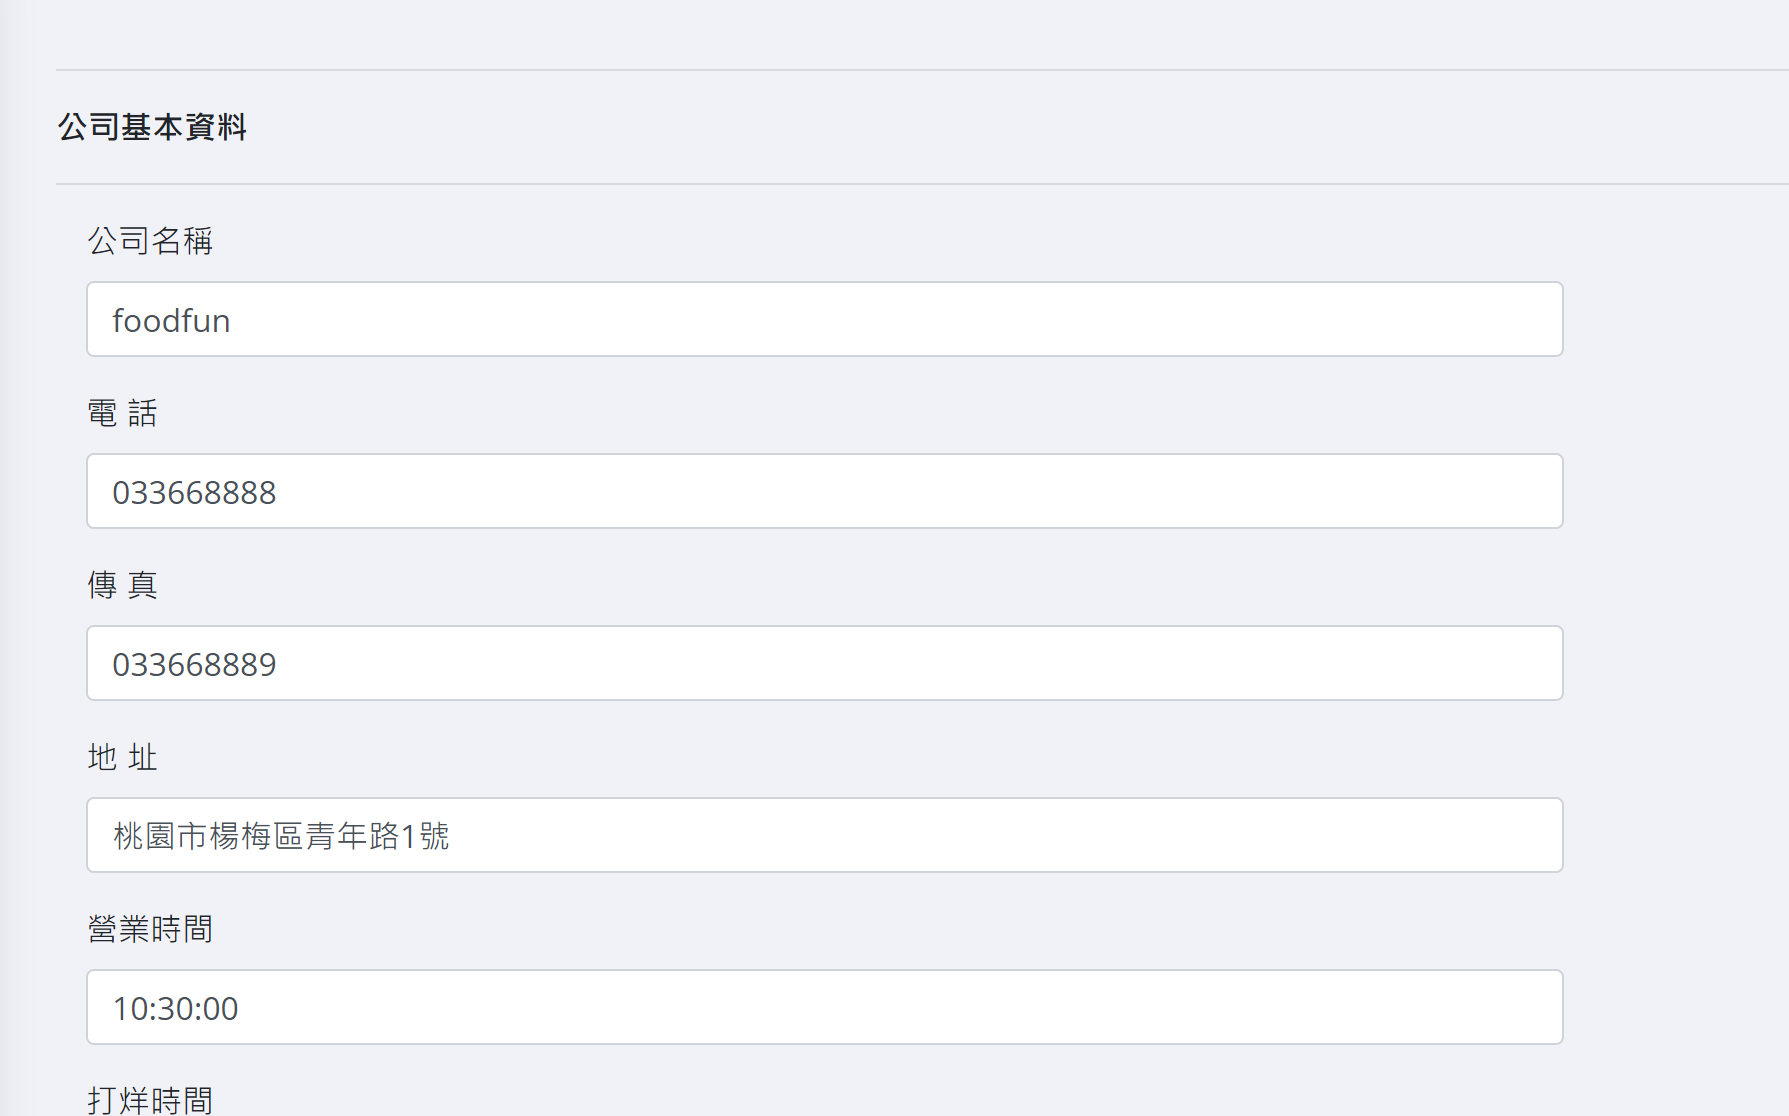 公司基本資料
公司名稱
foodfun
電 話
033668888
傳 真
033668889
地 址
桃園市楊梅區青年路1號
營業時間
10:30:00
打烊時間